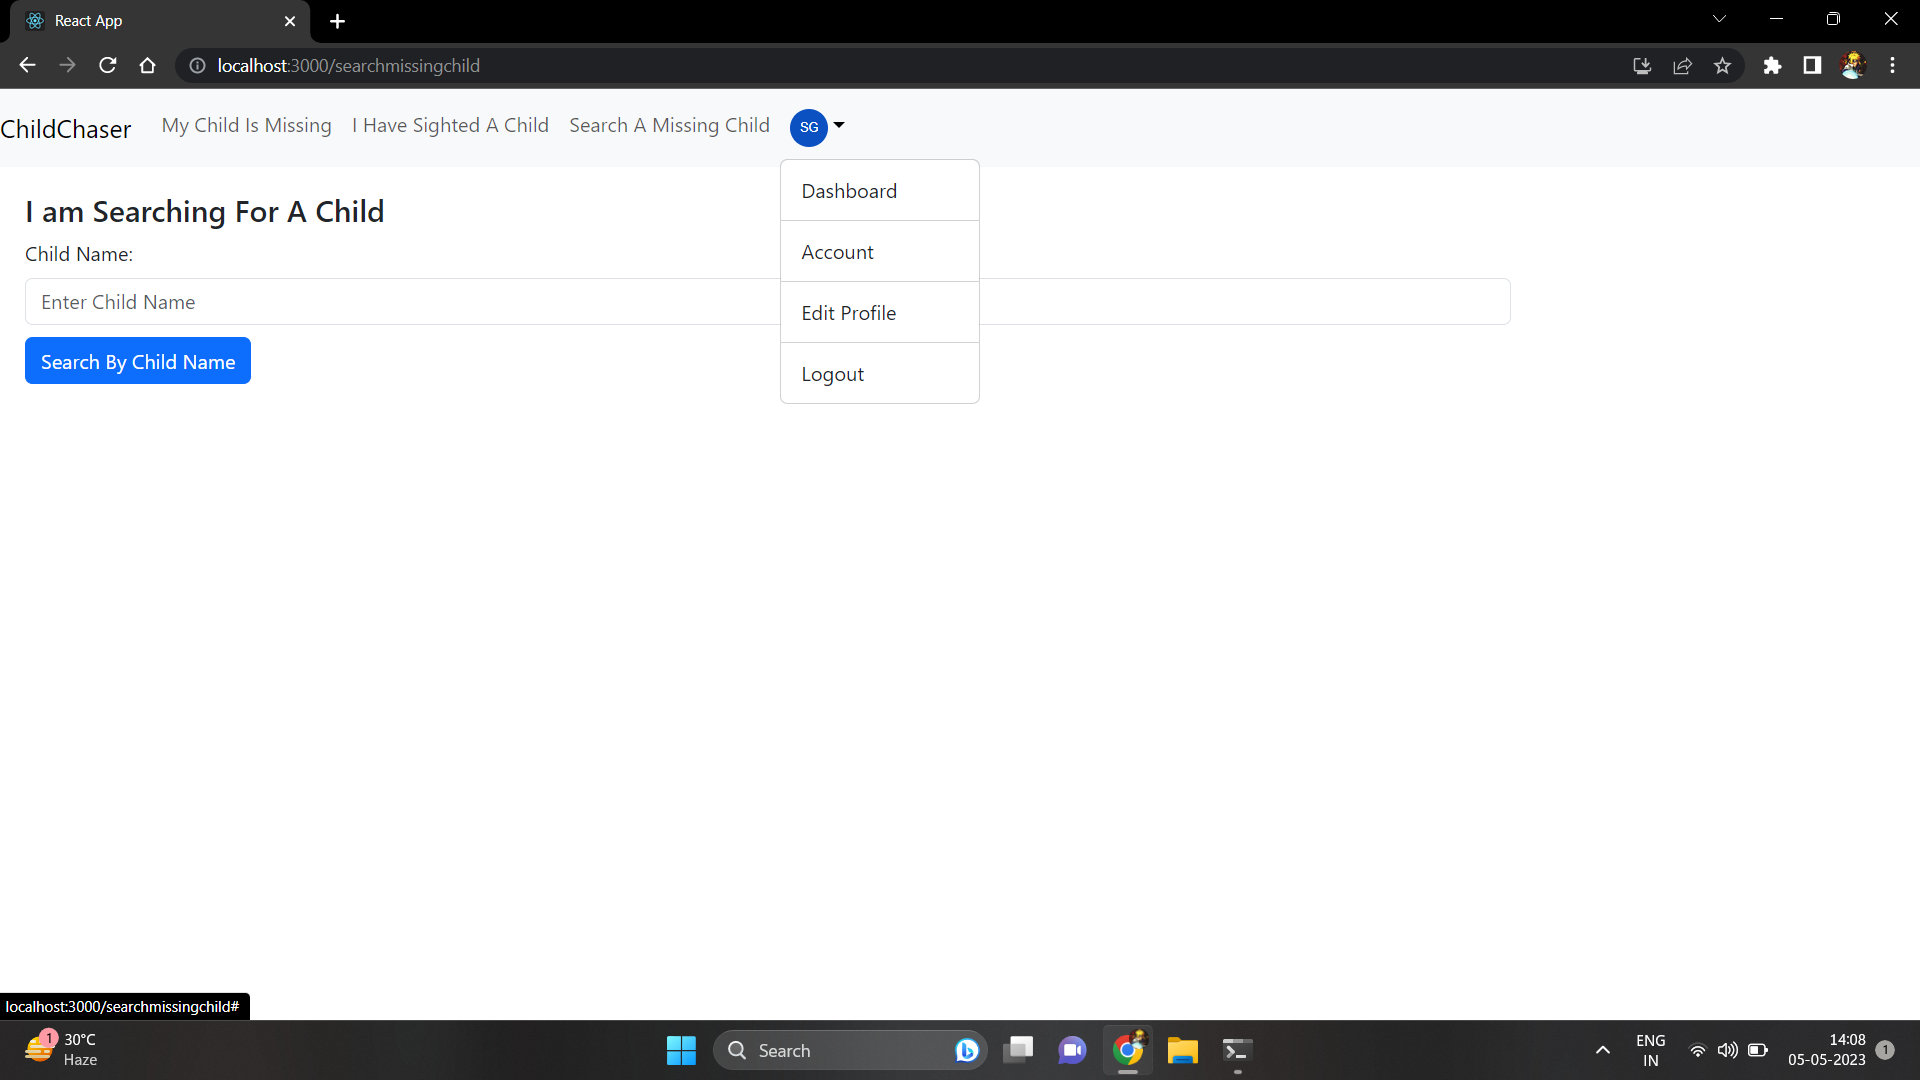 React App
localhost:3000/searchmissingchild
ChildChaser
My Child Is Missing
I Have Sighted A Child
Search A Missing Child
SG
Dashboard
Account
Edit Profile
Logout
I am Searching For A Child
Child Name:
Enter Child Name
Search By Child Name
localhost:3000/searchmissingchild#
1
30°C
Haze
Search
ENG
IN
14:08
05-05-2023
1